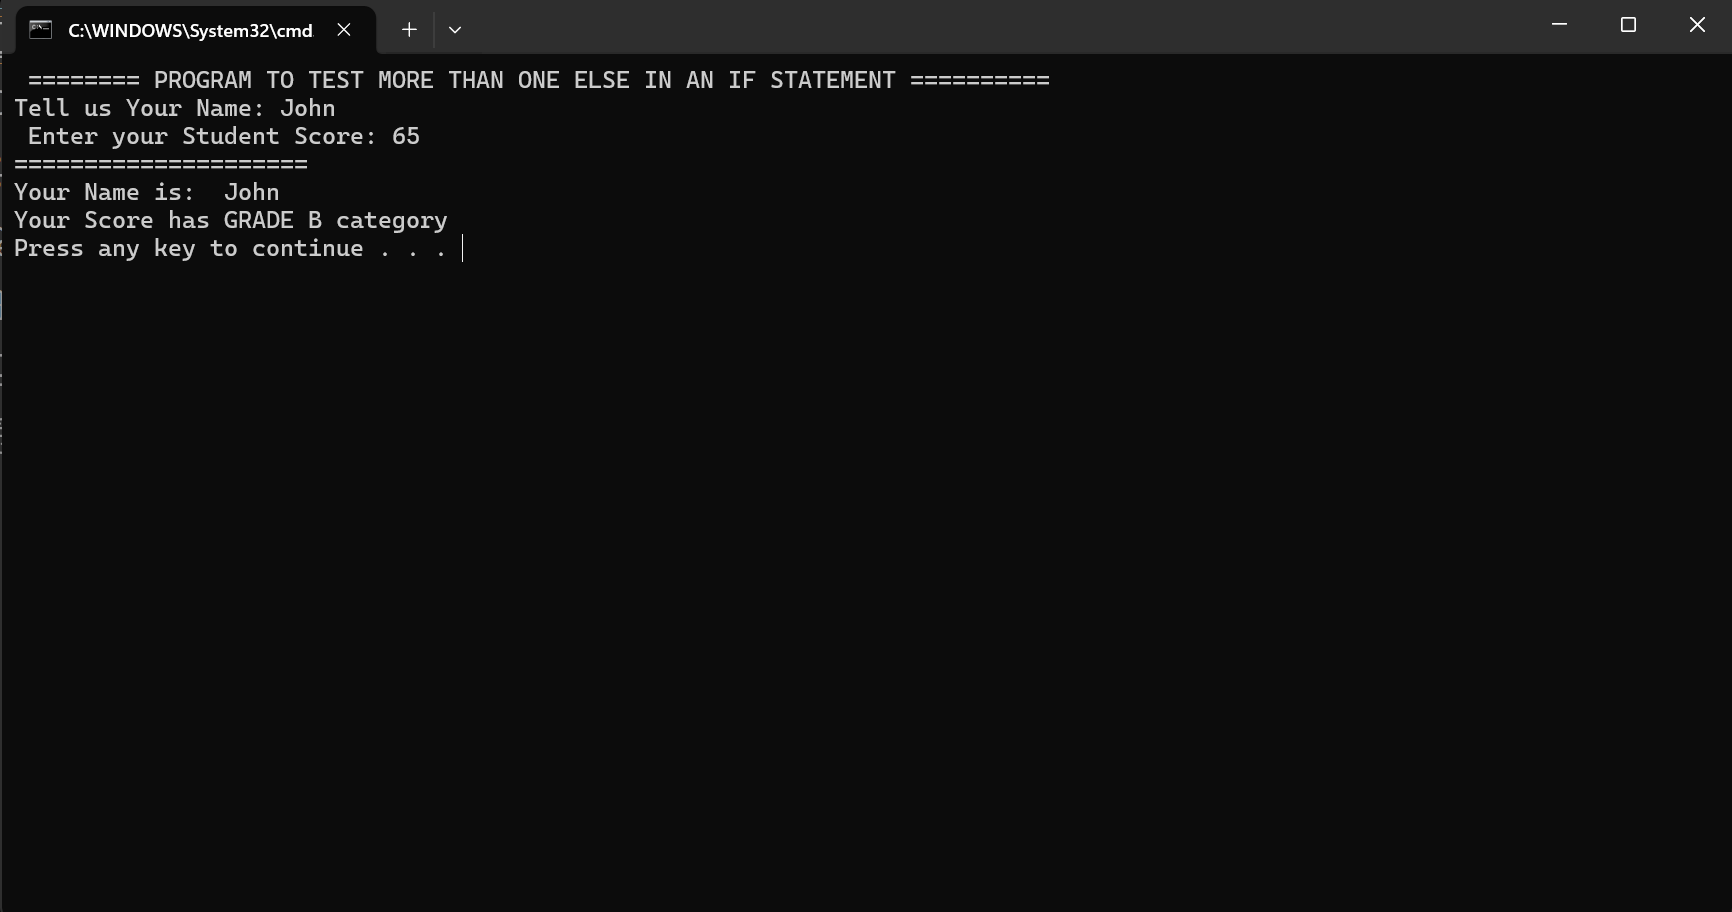 C:\WINDOWS\System32\cmd.
 ======== PROGRAM TO TEST MORE THAN ONE ELSE IN AN IF STATEMENT ==========
Tell us Your Name: John
 Enter your Student Score: 65
=====================
Your Name is:  John
Your Score has GRADE B category
Press any key to continue . . .